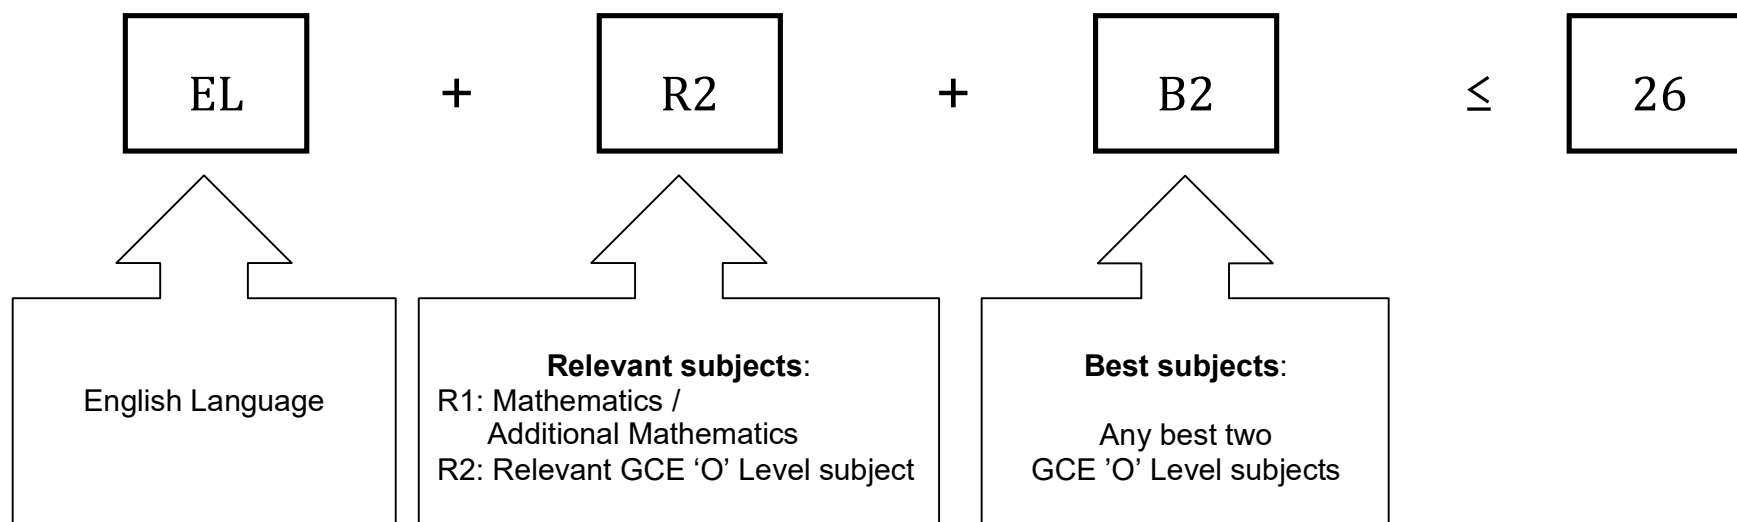 EL + R2 + B2 ≤ 26
English Language
Relevant subjects:
R1: Mathematics /
Additional Mathematics
R2: Relevant GCE ‘O’ Level subject
Best subjects:
Any best two
GCE ’O’ Level subjects